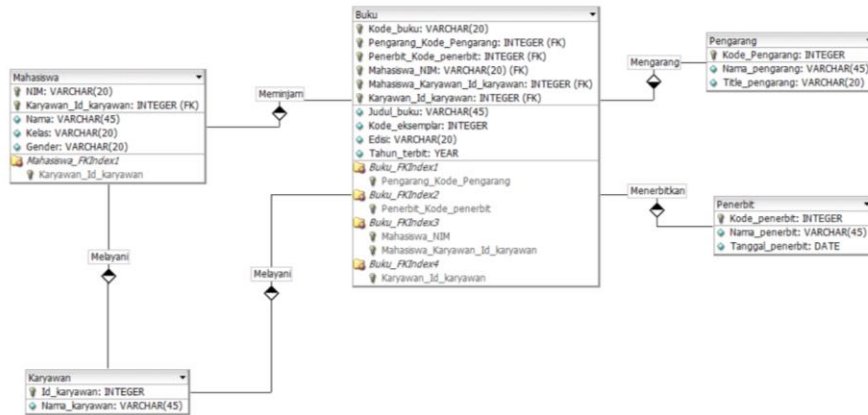 Mahasiswa
NIM: VARCHAR(20)
Karyawan_Id_karyawan: INTEGER (FK)
Nama: VARCHAR(45)
Kelas: VARCHAR(20)
Gender: VARCHAR(20)
Mahasiswa_FKIndex1
Karyawan_Id_karyawan
Meminjam
Buku
Kode_buku: VARCHAR(20)
Pengarang_Kode_Pengarang: INTEGER (FK)
Penerbit_Kode_penerbit: INTEGER (FK)
Mahasiswa_NIM: VARCHAR(20) (FK)
Mahasiswa_Karyawan_Id_karyawan: INTEGER (FK)
Karyawan_Id_karyawan: INTEGER (FK)
Judul_buku: VARCHAR(45)
Kode_eksemplar: INTEGER
Edisi: VARCHAR(20)
Tahun_terbit: YEAR
Buku_FKIndex1
Pengarang_Kode_Pengarang
Buku_FKIndex2
Penerbit_Kode_penerbit
Buku_FKIndex3
Mahasiswa_NIM
Mahasiswa_Karyawan_Id_karyawan
Buku_FKIndex4
Karyawan_Id_karyawan
Mengarang
Pengarang
Kode_Pengarang: INTEGER
Nama_pengarang: VARCHAR(45)
Title_pengarang: VARCHAR(20)
Menerbitkan
Penerbit
Kode_penerbit: INTEGER
Nama_penerbit: VARCHAR(45)
Tanggal_penerbit: DATE
Melayani
Melayani
Karyawan
Id_karyawan: INTEGER
Nama_karyawan: VARCHAR(45)